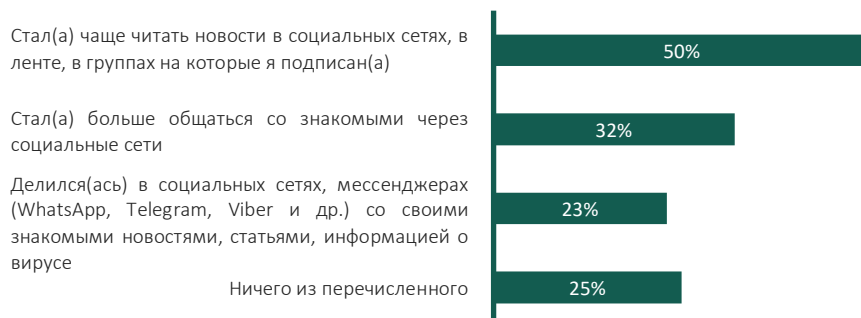 Стал(а) чаще читать новости в социальных сетях, в
ленте, в группах на которые я подписан(а)
50%
Стал(а) больше общаться со знакомыми через
социальные сети
32%
Делился(ась) в социальных сетях, мессенджерах
(WhatsApp, Telegram, Viber и др.) со своими
знакомыми новостями, статьями, информацией о
вирусе
23%
Ничего из перечисленного
25%